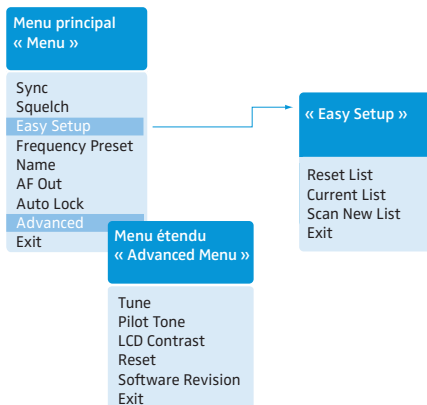 Menu principal
« Menu »
Sync
Squelch
Easy Setup
Frequency Preset
Name
AF Out
Auto Lock
Advanced
Exit
« Easy Setup »
Reset List
Current List
Scan New List
Exit
Menu étendu
« Advanced Menu »
Tune
Pilot Tone
LCD Contrast
Reset
Software Revision
Exit